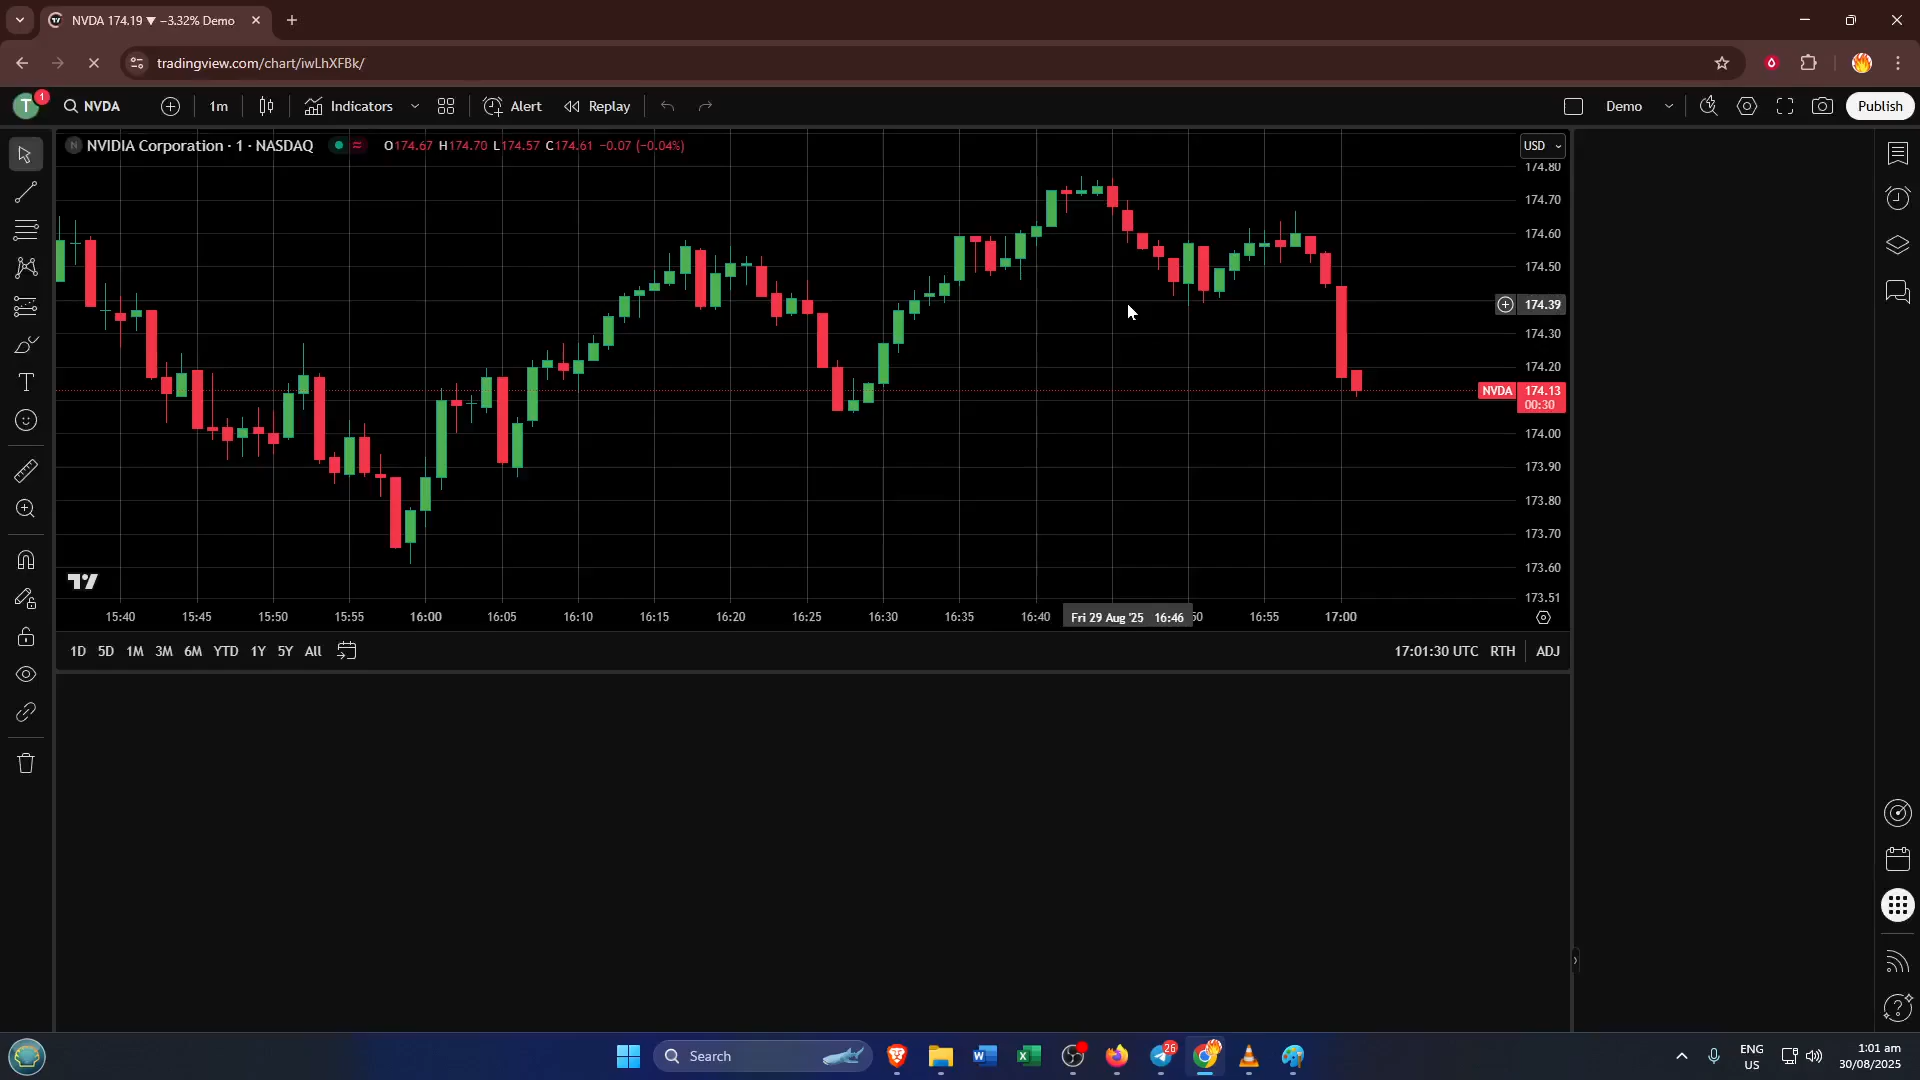 NVDA 174.19 ▼ −3.32% Demo
tradingview.com/chart/iwLhXFBk/
T 1 NVDA 1m Indicators Alert Replay Demo Publish
N NVIDIA Corporation · 1 · NASDAQ O174.67 H174.70 L174.57 C174.61 −0.07 (−0.04%)
USD
174.80
174.70
174.60
174.50
174.39
174.30
174.20
NVDA 174.13
00:30
174.00
173.90
173.80
173.70
173.60
173.51
15:40 15:45 15:50 15:55 16:00 16:05 16:10 16:15 16:20 16:25 16:30 16:35 16:40 Fri 29 Aug '25 16:46 50 16:55 17:00
1D 5D 1M 3M 6M YTD 1Y 5Y All 17:01:30 UTC RTH ADJ
Search 26 ENG
US
1:01 am
30/08/2025